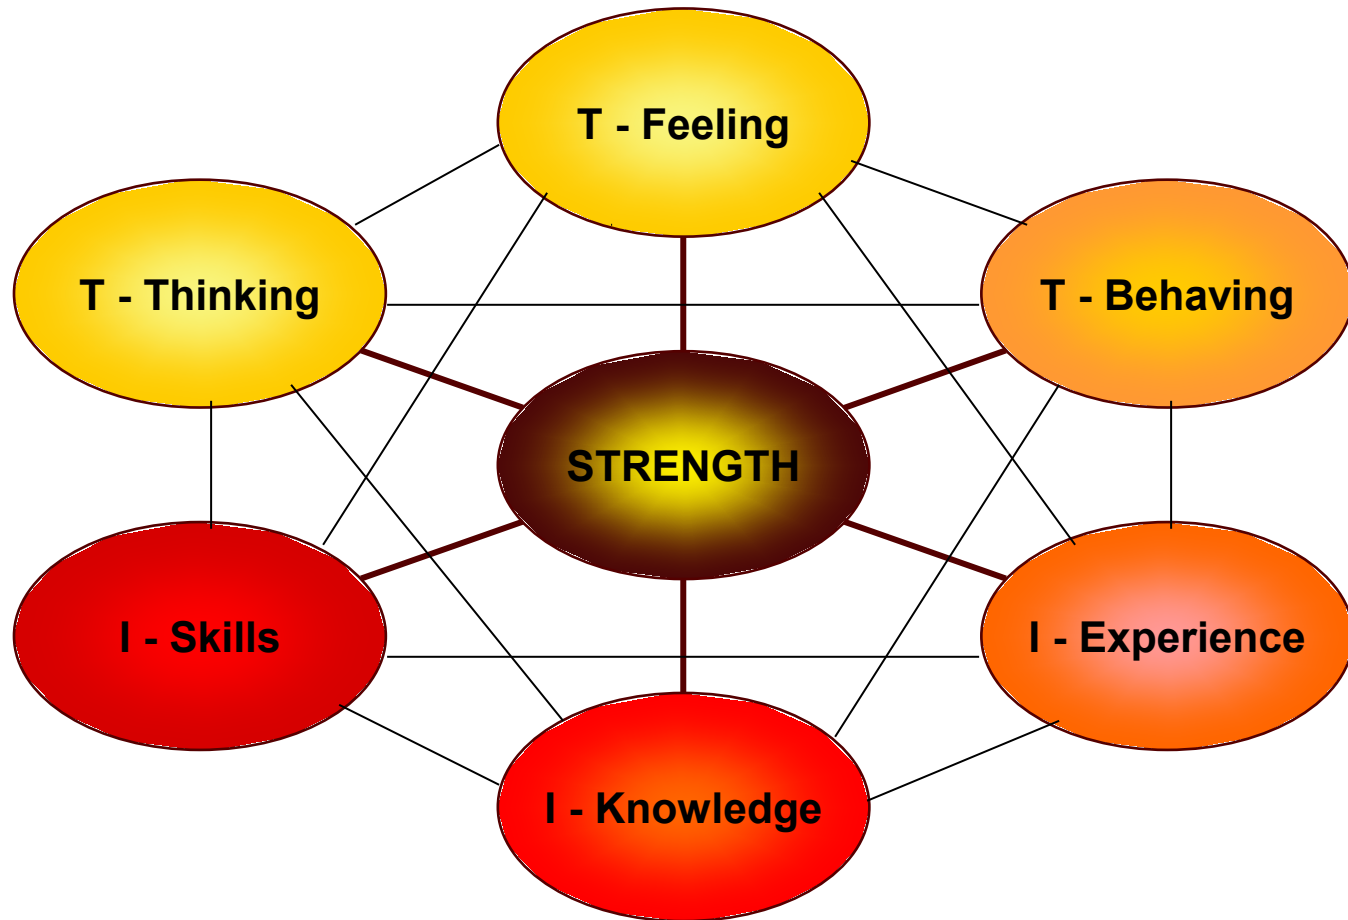 T - Feeling
T - Thinking
T - Behaving
STRENGTH
I - Skills
I - Experience
I - Knowledge